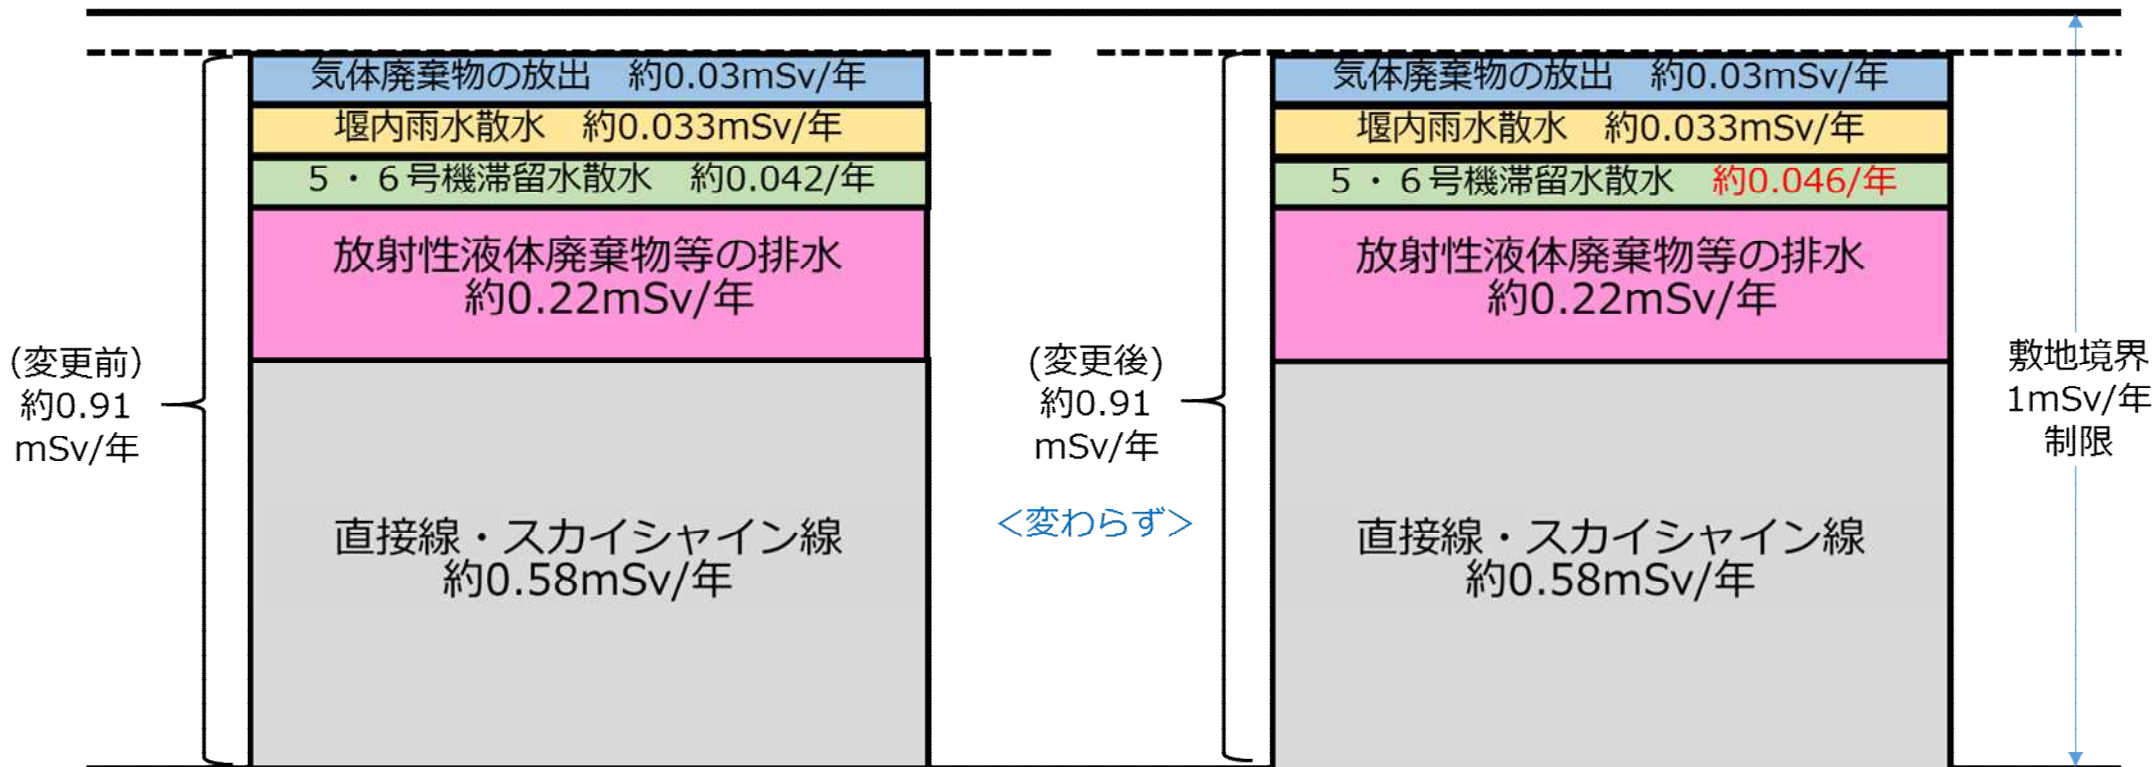 気体廃棄物の放出　約0.03mSv/年
堰内雨水散水　約0.033mSv/年
５・６号機滞留水散水　約0.042/年
放射性液体廃棄物等の排水
約0.22mSv/年
直接線・スカイシャイン線
約0.58mSv/年
(変更前)
約0.91
mSv/年
気体廃棄物の放出　約0.03mSv/年
堰内雨水散水　約0.033mSv/年
５・６号機滞留水散水　約0.046/年
放射性液体廃棄物等の排水
約0.22mSv/年
直接線・スカイシャイン線
約0.58mSv/年
(変更後)
約0.91
mSv/年
＜変わらず＞
敷地境界
1mSv/年
制限